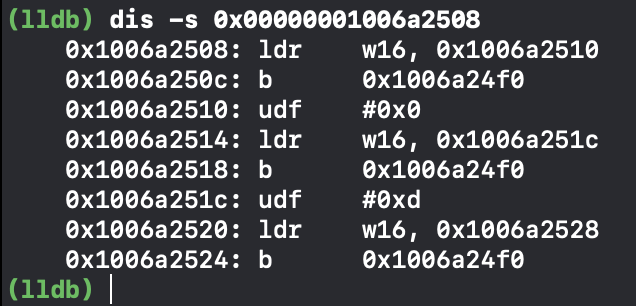 (lldb) dis -s 0x00000001006a2508
0x1006a2508: ldr w16, 0x1006a2510
0x1006a250c: b 0x1006a24f0
0x1006a2510: udf #0x0
0x1006a2514: ldr w16, 0x1006a251c
0x1006a2518: b 0x1006a24f0
0x1006a251c: udf #0xd
0x1006a2520: ldr w16, 0x1006a2528
0x1006a2524: b 0x1006a24f0
(lldb)